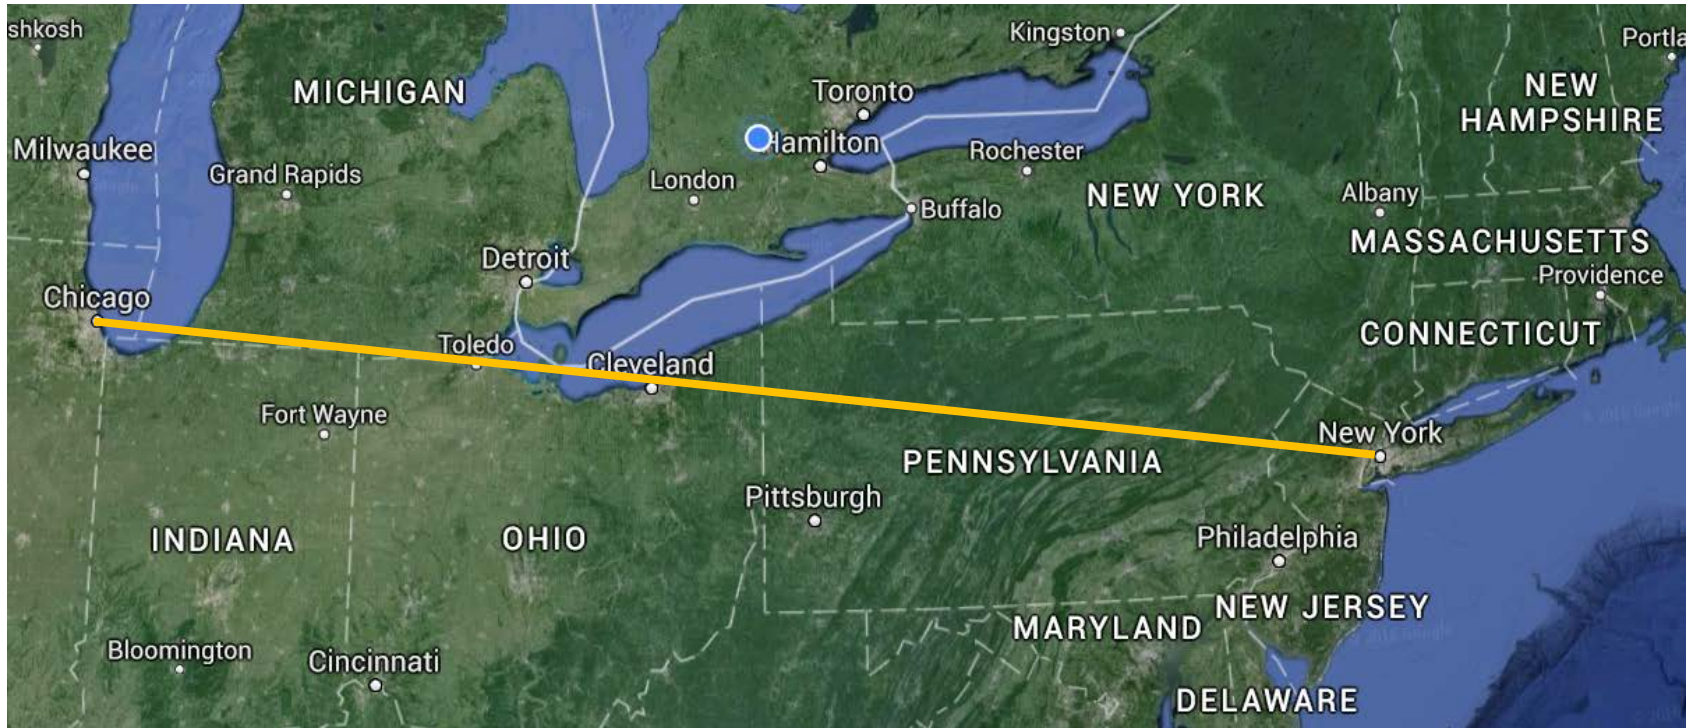 shkosh
Kingston
Portla
MICHIGAN
Toronto
NEW
HAMPSHIRE
Milwaukee
Hamilton
Rochester
Grand Rapids
London
NEW YORK
Albany
Buffalo
MASSACHUSETTS
Detroit
Providence
Chicago
CONNECTICUT
Toledo
Cleveland
Fort Wayne
New York
PENNSYLVANIA
Pittsburgh
INDIANA
OHIO
Philadelphia
NEW JERSEY
MARYLAND
Bloomington
Cincinnati
DELAWARE